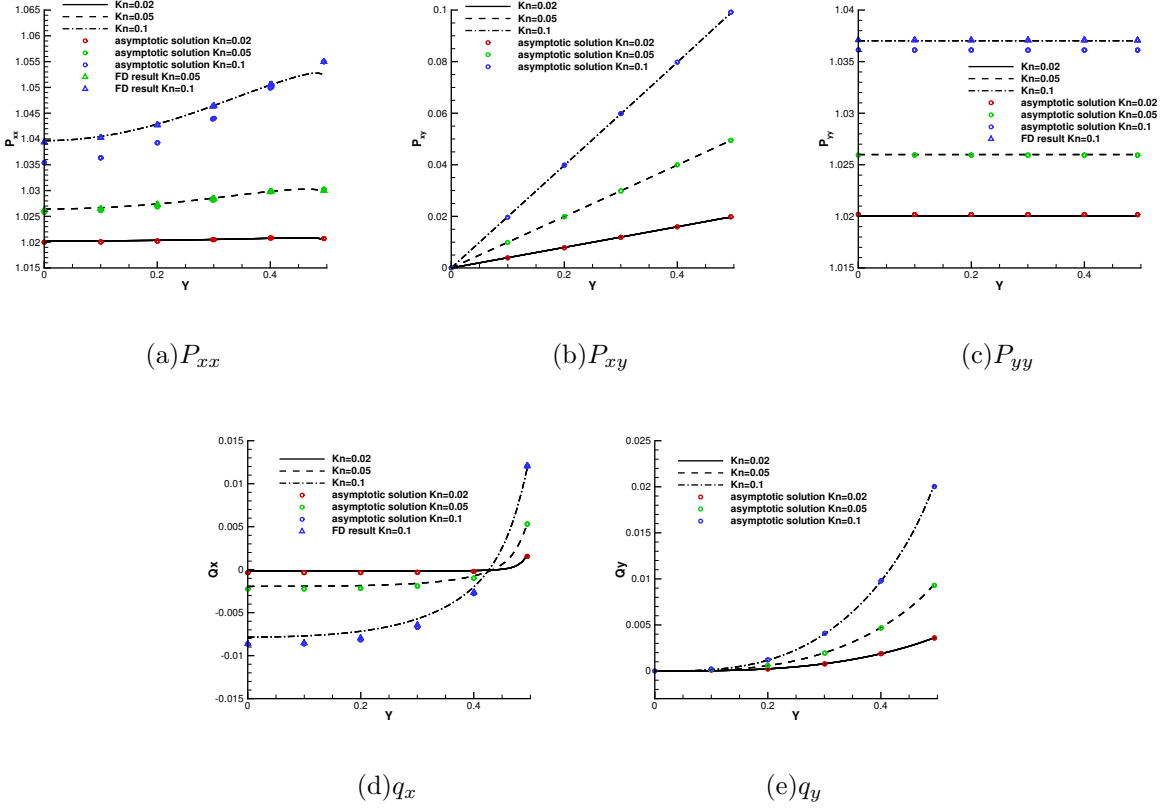 Kn=0.02
Kn=0.05
Kn=0.1
asymptotic solution Kn=0.02
asymptotic solution Kn=0.05
asymptotic solution Kn=0.1
FD result Kn=0.05
FD result Kn=0.1
P_xx
1.065
1.06
1.055
1.05
1.045
1.04
1.035
1.03
1.025
1.02
1.015
0
0.2
0.4
Y
(a)P_xx
Kn=0.02
Kn=0.05
Kn=0.1
asymptotic solution Kn=0.02
asymptotic solution Kn=0.05
asymptotic solution Kn=0.1
P_xy
0.1
0.08
0.06
0.04
0.02
0
0
0.2
0.4
Y
(b)P_xy
Kn=0.02
Kn=0.05
Kn=0.1
asymptotic solution Kn=0.02
asymptotic solution Kn=0.05
asymptotic solution Kn=0.1
FD result Kn=0.1
P_yy
1.04
1.035
1.03
1.025
1.02
1.015
0
0.2
0.4
Y
(c)P_yy
Kn=0.02
Kn=0.05
Kn=0.1
asymptotic solution Kn=0.02
asymptotic solution Kn=0.05
asymptotic solution Kn=0.1
FD result Kn=0.1
Qx
0.015
0.01
0.005
0
-0.005
-0.01
-0.015
0
0.2
0.4
Y
(d)q_x
Kn=0.02
Kn=0.05
Kn=0.1
asymptotic solution Kn=0.02
asymptotic solution Kn=0.05
asymptotic solution Kn=0.1
Qy
0.025
0.02
0.015
0.01
0.005
0
0
0.2
0.4
Y
(e)q_y